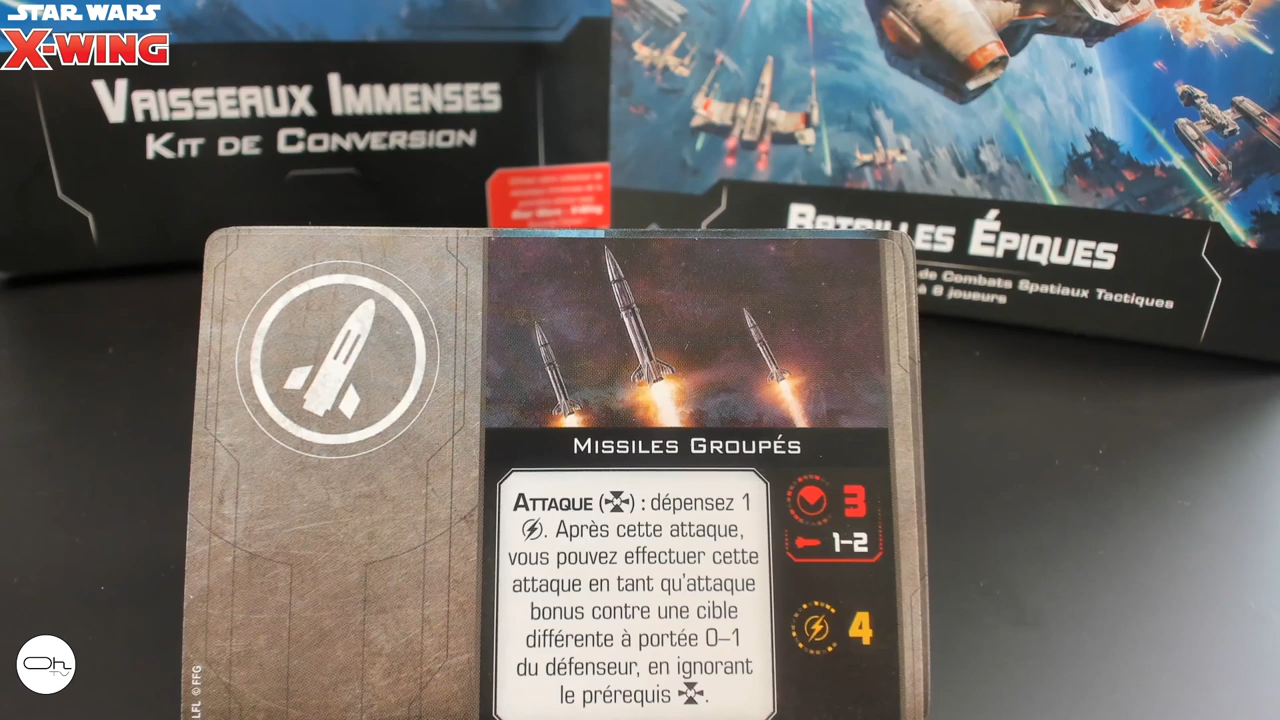 STAR WARS
X-WING
VAISSEAUX IMMENSES
KIT DE CONVERSION
BATAILLES ÉPIQUES
de Combats Spatiaux Tactiques
à 8 joueurs
MISSILES GROUPÉS
ATTAQUE ( ) : dépensez 1
. Après cette attaque,
vous pouvez effectuer cette
attaque en tant qu'attaque
bonus contre une cible
différente à portée 0–1
du défenseur, en ignorant
le prérequis .
3
1–2
4
LFL © FFG
Oh
TV